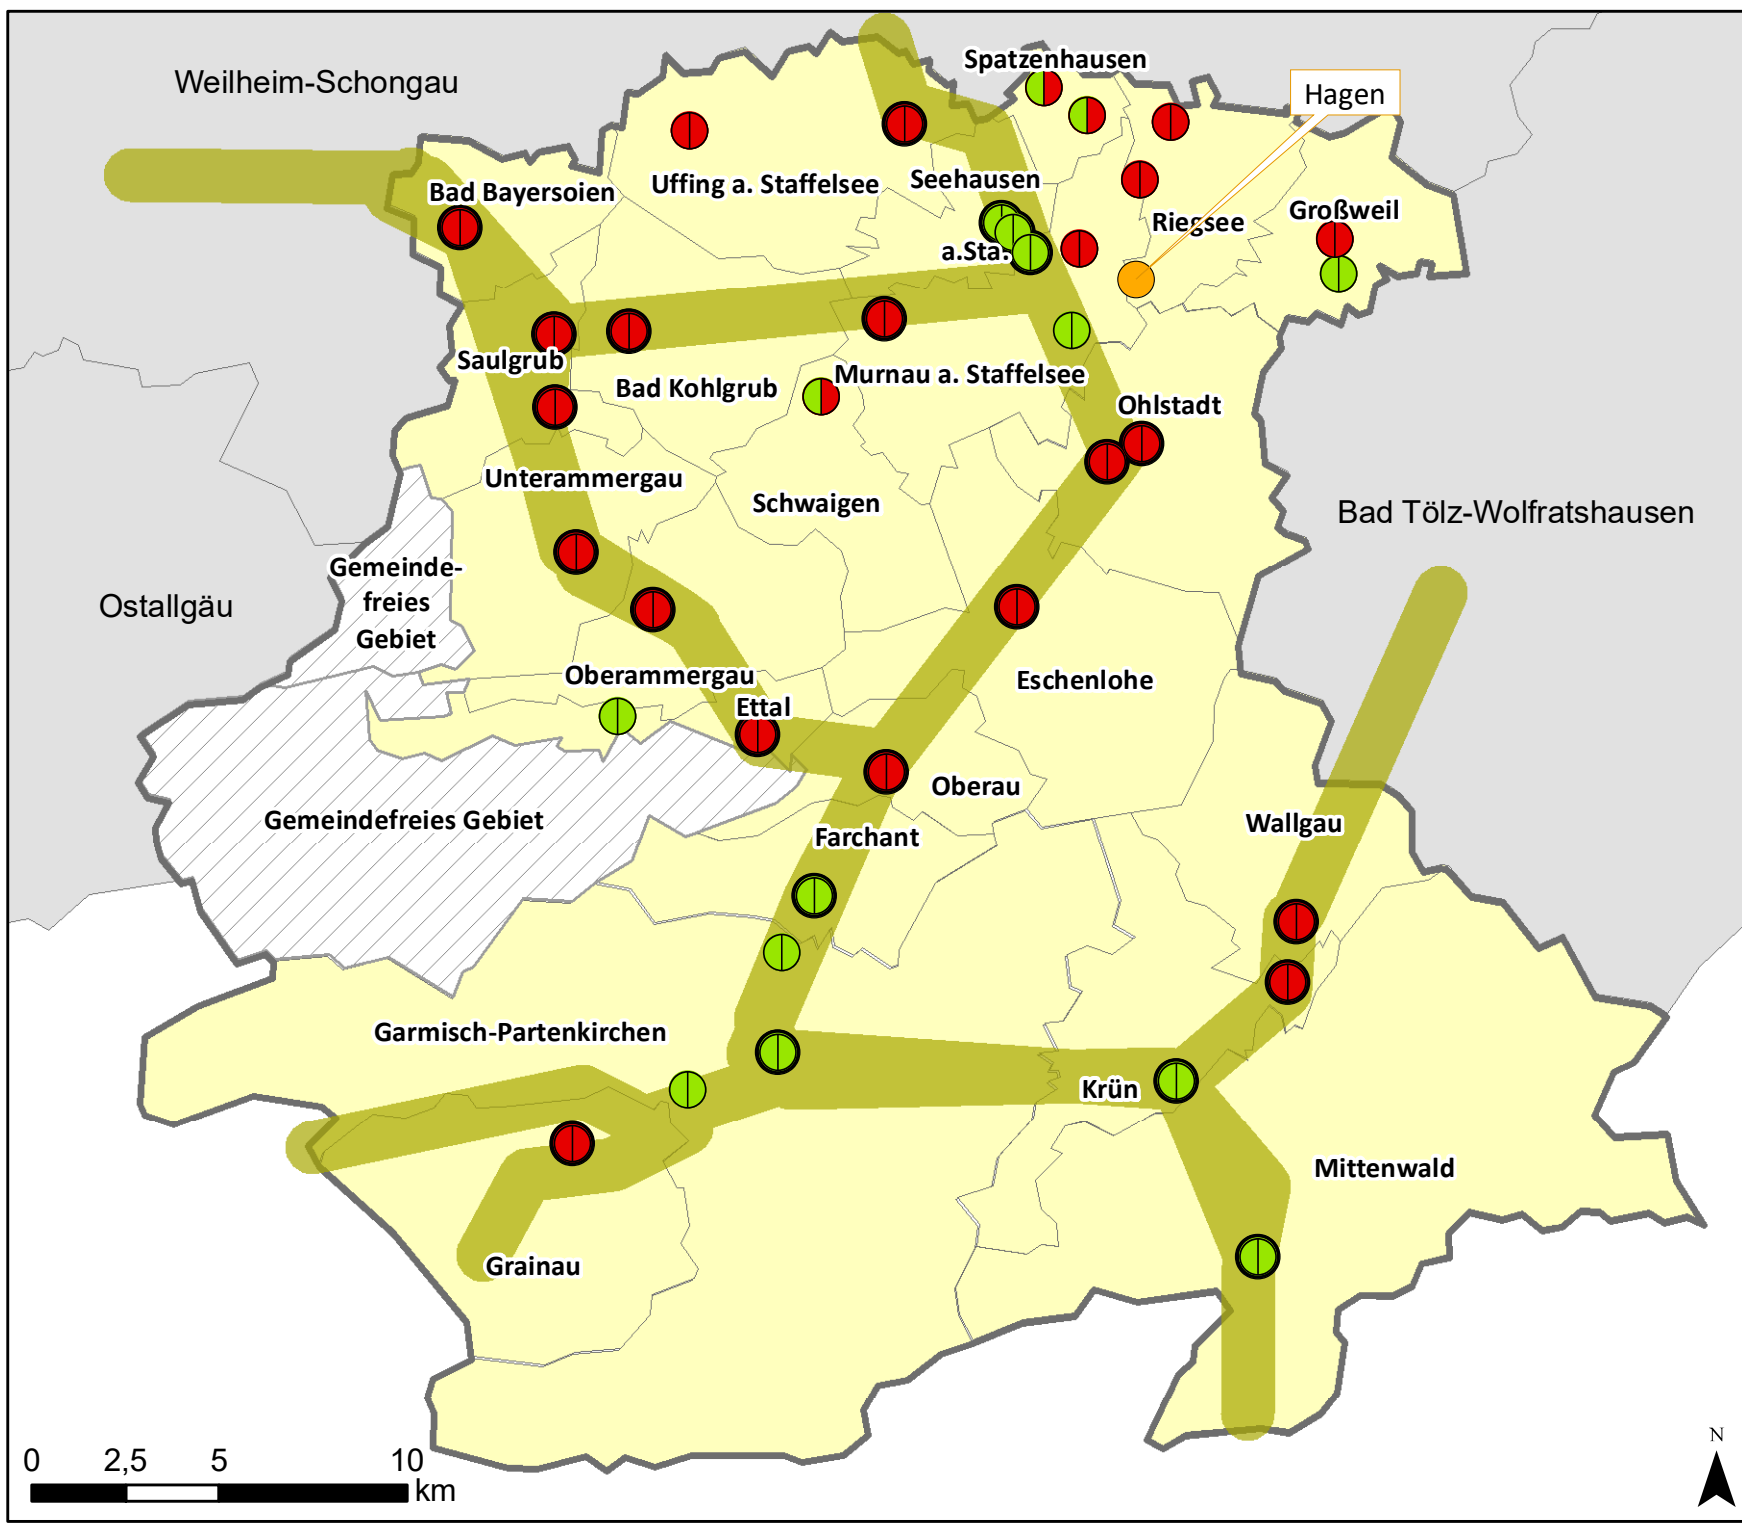 Spatzenhausen
Weilheim-Schongau
Hagen
Seehausen
Uffing a. Staffelsee
Bad Bayersoien
Großweil
Riegsee
a.Sta.
Saulgrub
Murnau a. Staffelsee
Bad Kohlgrub
Ohlstadt
Unterammergau
Schwaigen
Bad Tölz-Wolfratshausen
Gemeinde-
freies
Gebiet
Ostallgäu
Oberammergau
Eschenlohe
Ettal
Oberau
Gemeindefreies Gebiet
Wallgau
Farchant
Garmisch-Partenkirchen
Krün
Mittenwald
Grainau
N
0 2,5 5 10
km